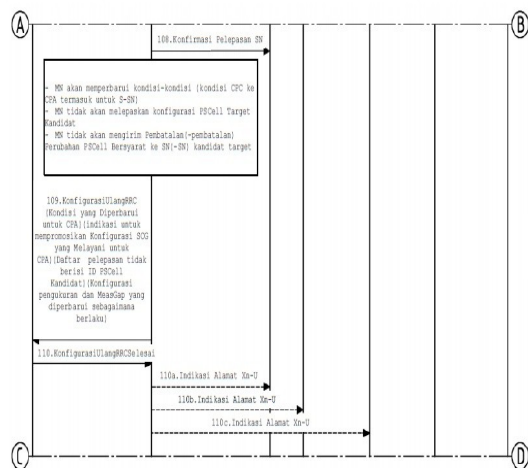 A
B
108.Konfirmasi Pelepasan SN
- MN akan memperbarui kondisi-kondisi (kondisi CPC ke
CPA termasuk untuk S-SN)
- MN tidak akan melepaskan konfigurasi PSCell Target
Kandidat
- MN tidak akan mengirim Pembatalan(-pembatalan)
Perubahan PSCell Bersyarat ke SN(-SN) kandidat target
109.KonfigurasiUlangRRC
(Kondisi yang Diperbarui
untuk CPA)(indikasi untuk
mempromosikan Konfigurasi SCG
yang Melayani untuk
CPA)(Daftar pelepasan tidak
berisi ID PSCell
Kandidat)(Konfigurasi
pengukuran dan MeasGap yang
diperbarui sebagaimana
berlaku)
110.KonfigurasiUlangRRCSelesai
110a.Indikasi Alamat Xn-U
110b.Indikasi Alamat Xn-U
110c.Indikasi Alamat Xn-U
C
D